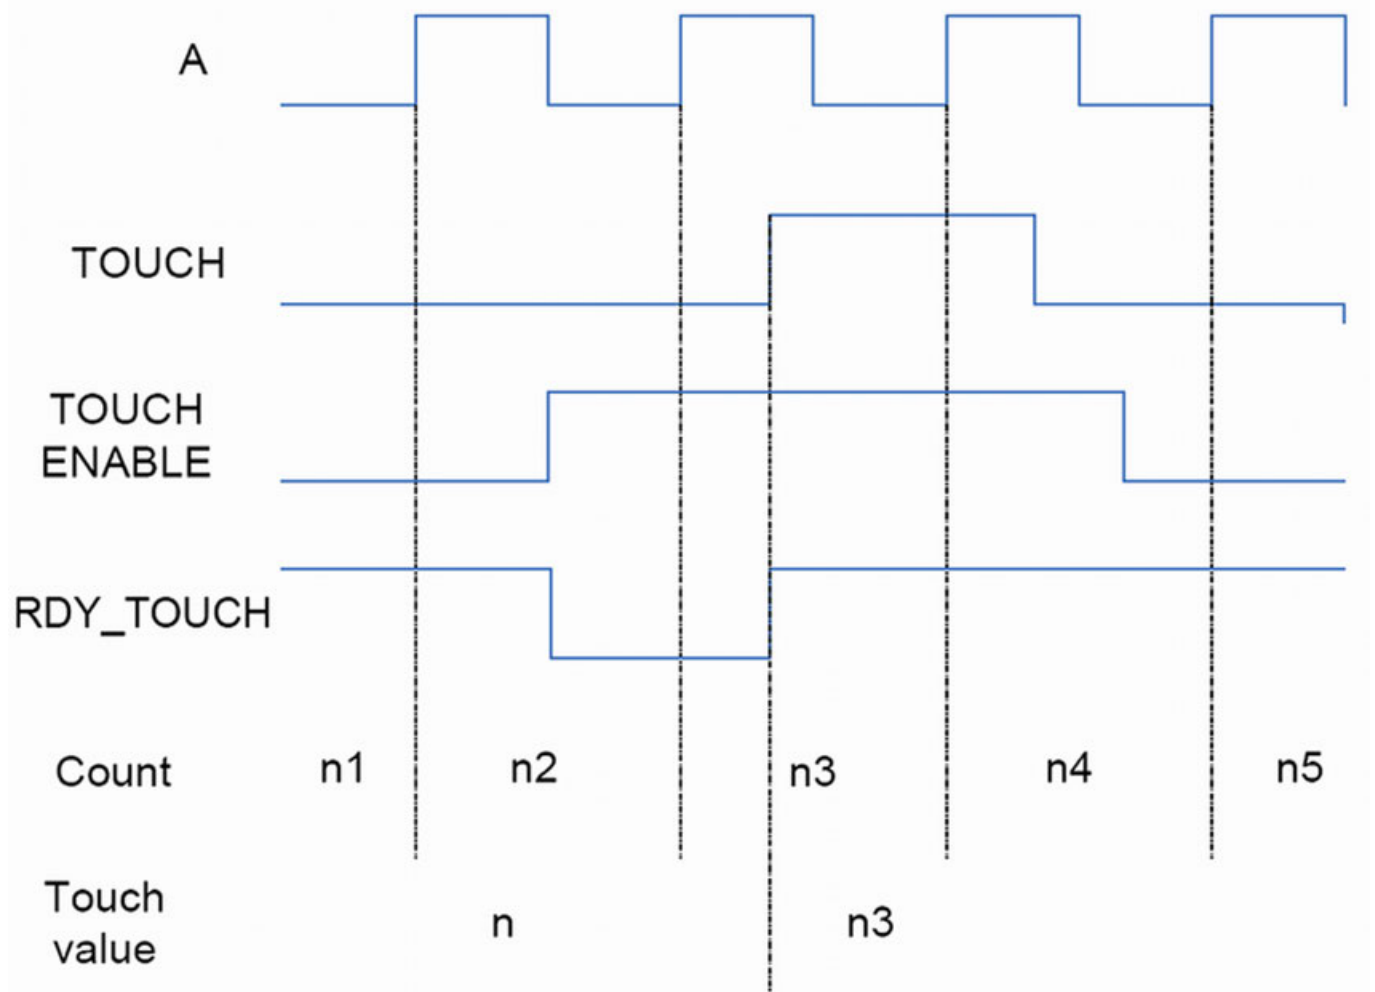 A
TOUCH
TOUCH
ENABLE
RDY_TOUCH
Count n1 n2 n3 n4 n5
Touch
value n n3